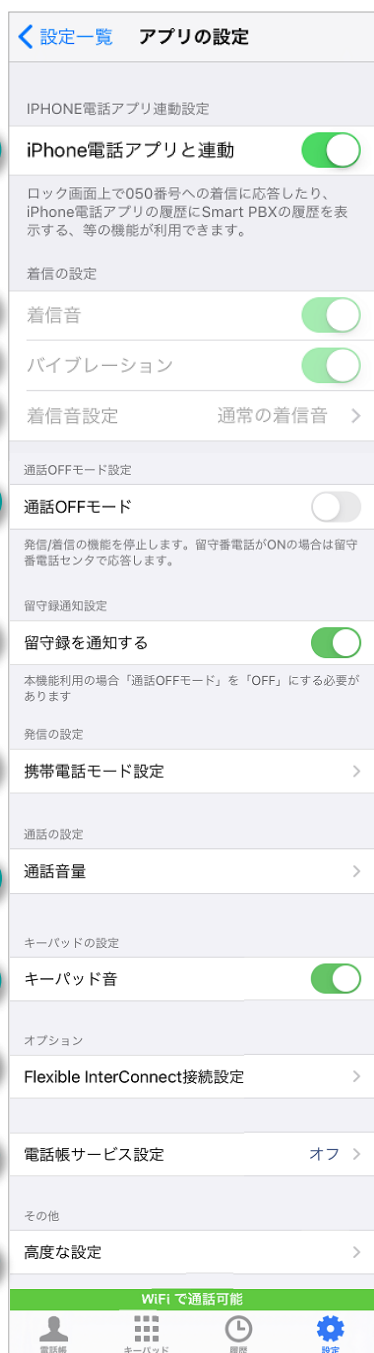 設定一覧 アプリの設定
IPHONE電話アプリ連動設定
iPhone電話アプリと連動
ロック画面上で050番号への着信に応答したり、
iPhone電話アプリの履歴にSmart PBXの履歴を表
示する、等の機能が利用できます。
着信の設定
着信音
バイブレーション
着信音設定 通常の着信音
通話OFFモード設定
通話OFFモード
発信/着信の機能を停止します。留守番電話がONの場合は留守
番電話センタで応答します。
留守録通知設定
留守録を通知する
本機能利用の場合「通話OFFモード」を「OFF」にする必要が
あります
発信の設定
携帯電話モード設定
通話の設定
通話音量
キーパッドの設定
キーパッド音
オプション
Flexible InterConnect接続設定
電話帳サービス設定 オフ
その他
高度な設定
WiFi で通話可能
電話帳 キーパッド 履歴 設定